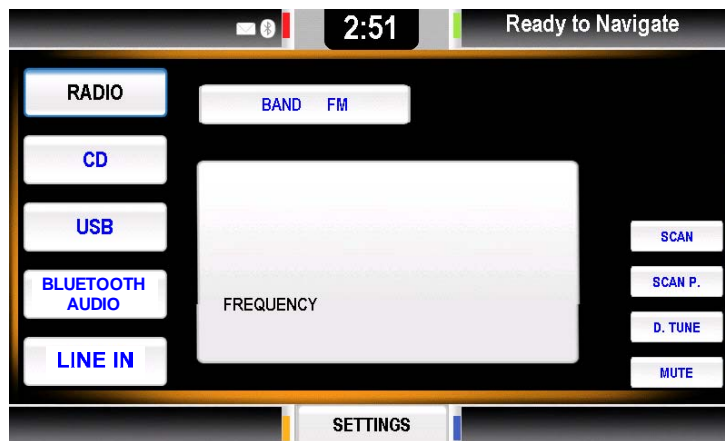 2:51
Ready to Navigate
RADIO
BAND FM
CD
USB
SCAN
BLUETOOTH
AUDIO
SCAN P.
FREQUENCY
D. TUNE
LINE IN
MUTE
SETTINGS